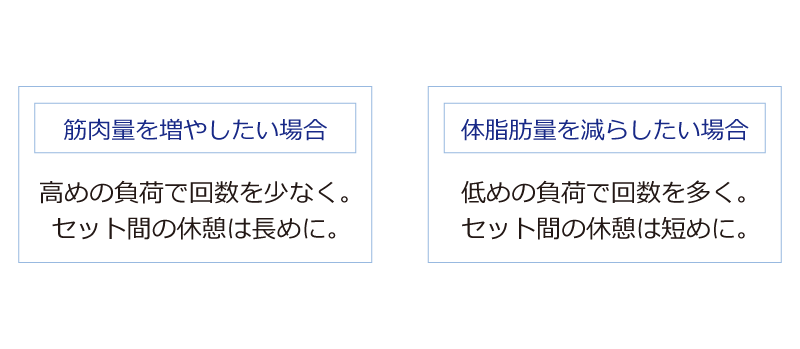 筋肉量を増やしたい場合
高めの負荷で回数を少なく。
セット間の休憩は長めに。
体脂肪量を減らしたい場合
低めの負荷で回数を多く。
セット間の休憩は短めに。